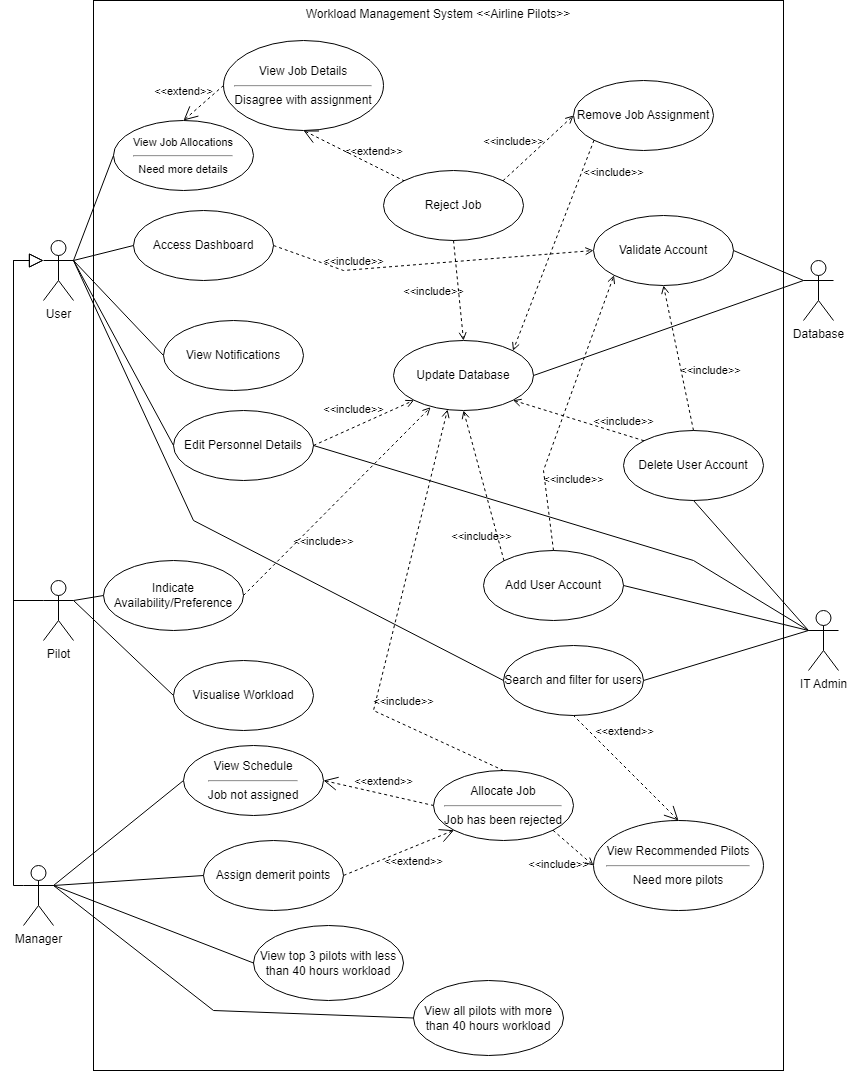 Workload Management System <<Airline Pilots>>
View Job Details
Disagree with assignment
<<extend>>
Remove Job Assignment
View Job Allocations
Need more details
<<extend>>
<<include>>
<<include>>
Reject Job
Access Dashboard
Validate Account
<<include>>
User
<<include>>
Database
View Notifications
Update Database
<<include>>
<<include>>
<<include>>
Edit Personnel Details
Delete User Account
<<include>>
<<include>>
<<include>>
Indicate
Availability/Preference
Add User Account
Pilot
IT Admin
Search and filter for users
Visualise Workload
<<include>>
<<extend>>
View Schedule
Job not assigned
<<extend>>
Allocate Job
Job has been rejected
View Recommended Pilots
Need more pilots
<<extend>>
<<include>>
Assign demerit points
Manager
View top 3 pilots with less
than 40 hours workload
View all pilots with more
than 40 hours workload